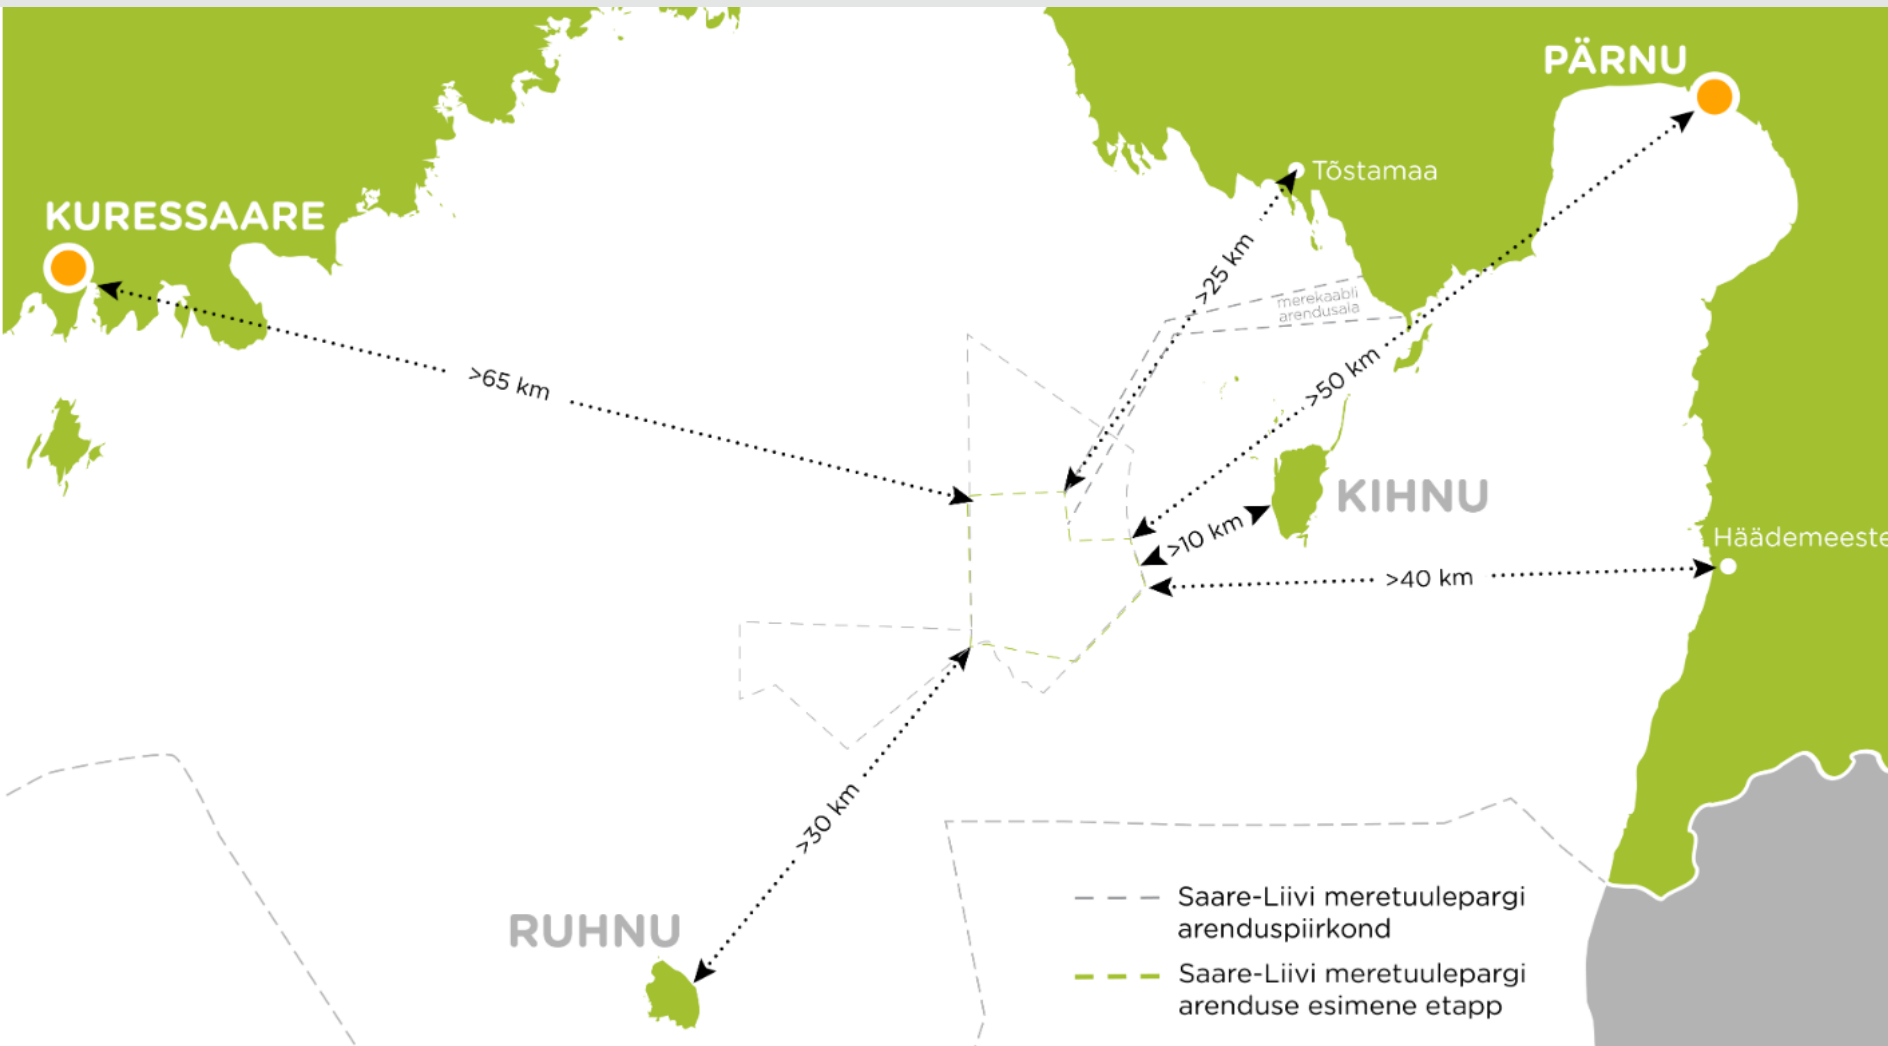 PÄRNU
Tõstamaa
KURESSAARE
>25 km
merekaabli
arendusala
>50 km
>65 km
KIHNU
>10 km
Häädemeeste
>40 km
>30 km
RUHNU
Saare-Liivi meretuulepargi
arenduspiirkond
Saare-Liivi meretuulepargi
arenduse esimene etapp